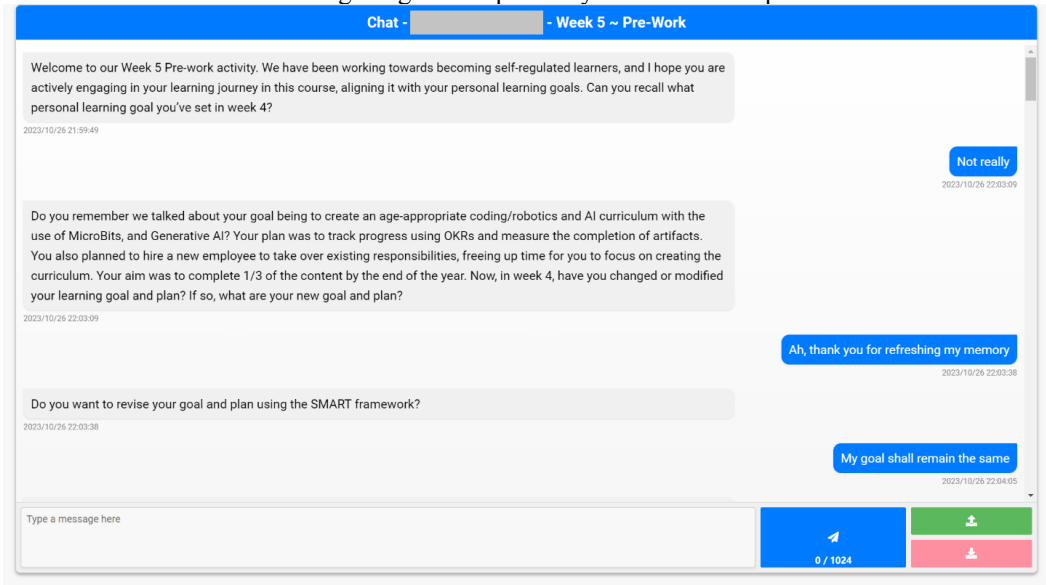 Chat - - Week 5 ~ Pre-Work
Welcome to our Week 5 Pre-work activity. We have been working towards becoming self-regulated learners, and I hope you are
actively engaging in your learning journey in this course, aligning it with your personal learning goals. Can you recall what
personal learning goal you've set in week 4?
2023/10/26 21:59:49
Not really
2023/10/26 22:03:09
Do you remember we talked about your goal being to create an age-appropriate coding/robotics and AI curriculum with the
use of MicroBits, and Generative AI? Your plan was to track progress using OKRs and measure the completion of artifacts.
You also planned to hire a new employee to take over existing responsibilities, freeing up time for you to focus on creating the
curriculum. Your aim was to complete 1/3 of the content by the end of the year. Now, in week 4, have you changed or modified
your learning goal and plan? If so, what are your new goal and plan?
2023/10/26 22:03:09
Ah, thank you for refreshing my memory
2023/10/26 22:03:38
Do you want to revise your goal and plan using the SMART framework?
2023/10/26 22:03:38
My goal shall remain the same
2023/10/26 22:04:05
Type a message here
0 / 1024